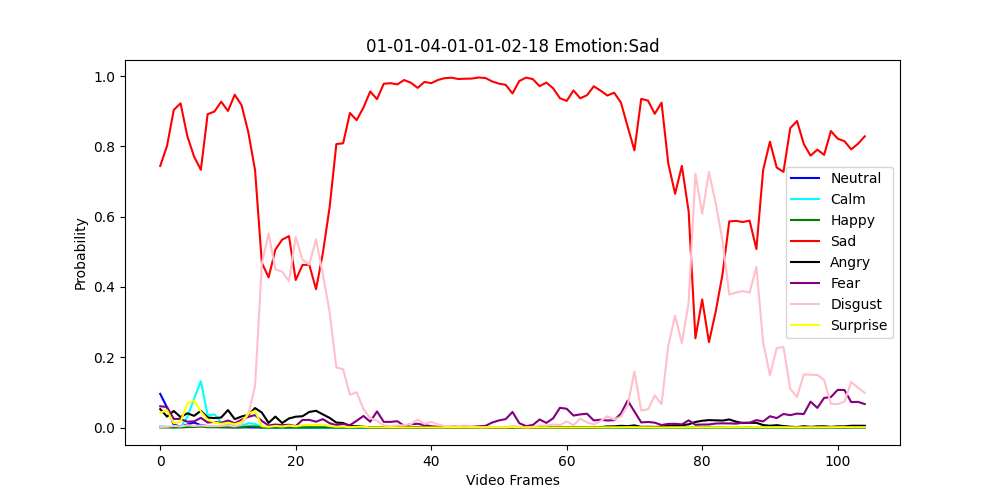 01-01-04-01-01-02-18 Emotion:Sad
Probability
1.0
0.8
0.6
0.4
0.2
0.0
Neutral
Calm
Happy
Sad
Angry
Fear
Disgust
Surprise
0 20 40 60 80 100
Video Frames